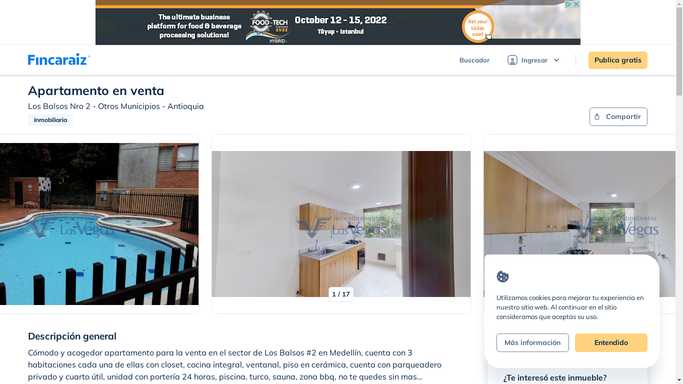 The ultimate business
platform for food & beverage
processing solutions!
FOOD-TECH
HYBRID
October 12 - 15, 2022
Tüyap - Istanbul
Get your
ticket
now!
Fincaraiz
Buscador
Ingresar
Publica gratis
Apartamento en venta
Los Balsos Nro 2 - Otros Municipios - Antioquia
Inmobiliaria
Compartir
Las Vegas
Las Vegas
Las Vegas
1 / 17
Utilizamos cookies para mejorar tu experiencia en
nuestro sitio web. Al continuar en el sitio
consideramos que aceptas su uso.
Más información
Entendido
Descripción general
Cómodo y acogedor apartamento para la venta en el sector de Los Balsos #2 en Medellín, cuenta con 3
habitaciones cada una de ellas con closet, cocina integral, ventanal, piso en cerámica, cuenta con parqueadero
privado y cuarto útil, unidad con portería 24 horas, piscina, turco, sauna, zona bbq, no te quedes sin mas...
¿Te interesó este inmueble?